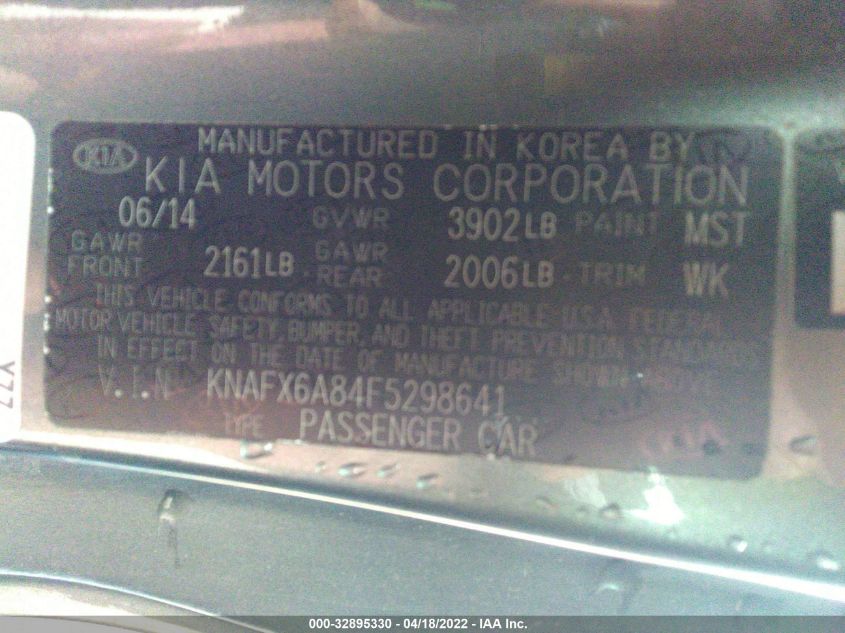 KIA
MANUFACTURED IN KOREA BY
KIA MOTORS CORPORATION
06/14 GVWR 3902LB PAINT MST
GAWR FRONT 2161LB GAWR REAR 2006LB TRIM WK
THIS VEHICLE CONFORMS TO ALL APPLICABLE U.S.A. FEDERAL
MOTOR VEHICLE SAFETY, BUMPER, AND THEFT PREVENTION STANDARDS
IN EFFECT ON THE DATE OF MANUFACTURE SHOWN ABOVE
V.I.N KNAFX6A84F5298641
TYPE PASSENGER CAR
Y77
000-32895330 - 04/18/2022 - IAA Inc.